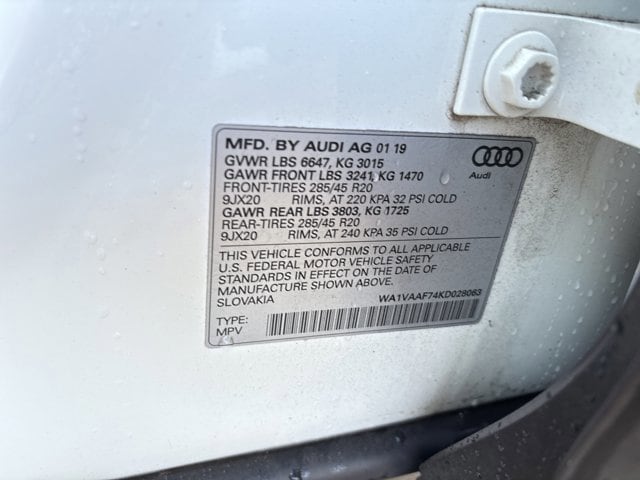 MFD. BY AUDI AG 01 19
GVWR LBS 6647, KG 3015
GAWR FRONT LBS 3241, KG 1470
FRONT-TIRES 285/45 R20
9JX20 RIMS, AT 220 KPA 32 PSI COLD
GAWR REAR LBS 3803, KG 1725
REAR-TIRES 285/45 R20
9JX20 RIMS, AT 240 KPA 35 PSI COLD
Audi
THIS VEHICLE CONFORMS TO ALL APPLICABLE
U.S. FEDERAL MOTOR VEHICLE SAFETY
STANDARDS IN EFFECT ON THE DATE OF
MANUFACTURE SHOWN ABOVE.
SLOVAKIA WA1VAAF74KD028063
TYPE:
MPV